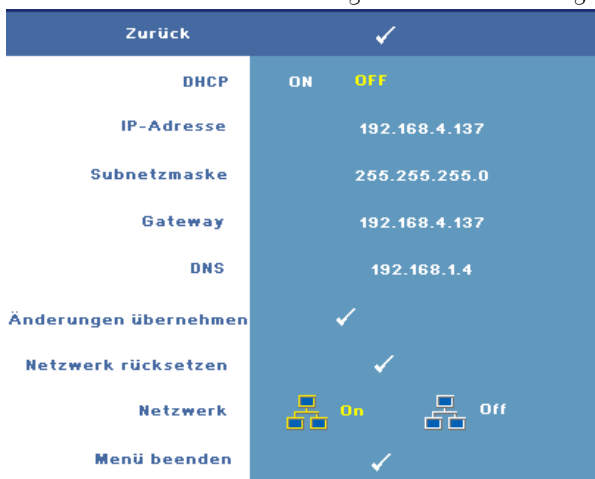 Zurück
DHCP ON OFF
IP-Adresse 192.168.4.137
Subnetzmaske 255.255.255.0
Gateway 192.168.4.137
DNS 192.168.1.4
Änderungen übernehmen
Netzwerk rücksetzen
Netzwerk On Off
Menü beenden